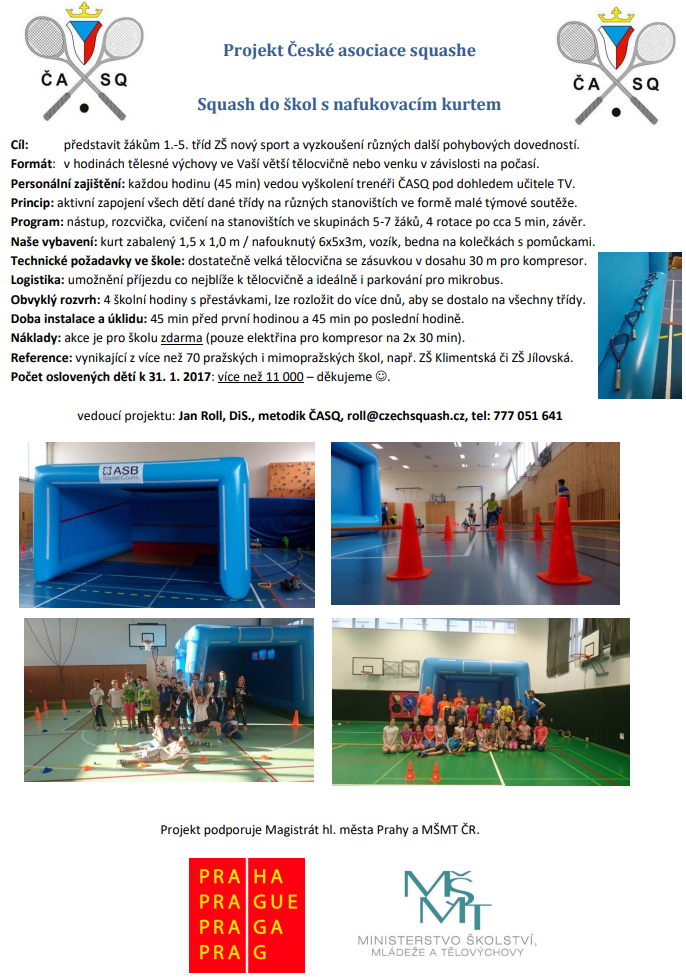 ČA SQ
ČA SQ
Projekt České asociace squashe
Squash do škol s nafukovacím kurtem
Cíl: představit žákům 1.-5. tříd ZŠ nový sport a vyzkoušení různých další pohybových dovedností.
Formát: v hodinách tělesné výchovy ve Vaší větší tělocvičně nebo venku v závislosti na počasí.
Personální zajištění: každou hodinu (45 min) vedou vyškolení trenéři ČASQ pod dohledem učitele TV.
Princip: aktivní zapojení všech dětí dané třídy na různých stanovištích ve formě malé týmové soutěže.
Program: nástup, rozcvička, cvičení na stanovištích ve skupinách 5-7 žáků, 4 rotace po cca 5 min, závěr.
Naše vybavení: kurt zabalený 1,5 x 1,0 m / nafouknutý 6x5x3m, vozík, bedna na kolečkách s pomůckami.
Technické požadavky ve škole: dostatečně velká tělocvična se zásuvkou v dosahu 30 m pro kompresor.
Logistika: umožnění příjezdu co nejblíže k tělocvičně a ideálně i parkování pro mikrobus.
Obvyklý rozvrh: 4 školní hodiny s přestávkami, lze rozložit do více dnů, aby se dostalo na všechny třídy.
Doba instalace a úklidu: 45 min před první hodinou a 45 min po poslední hodině.
Náklady: akce je pro školu zdarma (pouze elektřina pro kompresor na 2x 30 min).
Reference: vynikající z více než 70 pražských i mimopražských škol, např. ZŠ Klimentská či ZŠ Jílovská.
Počet oslovených dětí k 31. 1. 2017: více než 11 000 – děkujeme ☺.
vedoucí projektu: Jan Roll, DiS., metodik ČASQ, roll@czechsquash.cz, tel: 777 051 641
ASB
SquashCourts
Projekt podporuje Magistrát hl. města Prahy a MŠMT ČR.
PRA HA
PRA GUE
PRA GA
PRA G
MŠMT
MINISTERSTVO ŠKOLSTVÍ,
MLÁDEŽE A TĚLOVÝCHOVY